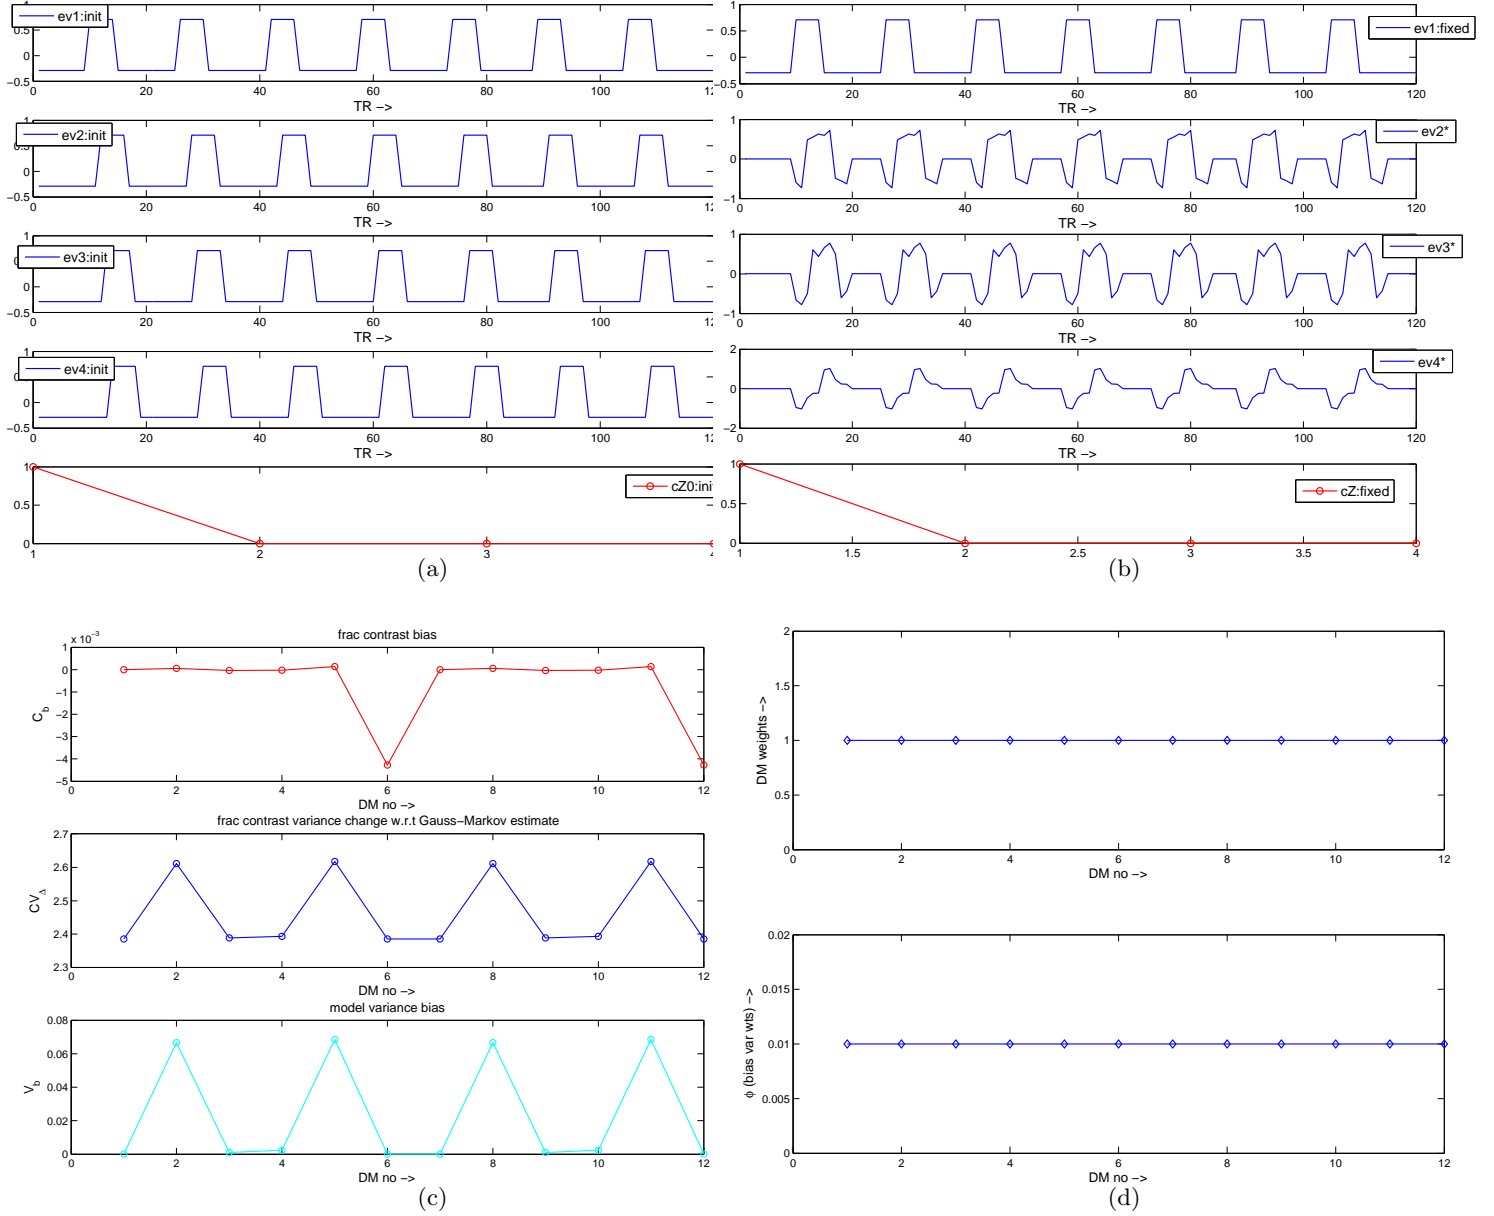 1
ev1:init
0.5
0
−0.5
0 20 40 60 80 100 12
TR −>
1
ev2:init
0
−0.5
0 20 40 60 80 100 12
TR −>
1
ev3:init
0
−0.5
0 20 40 60 80 100 12
TR −>
1
ev4:init
0
−0.5
0 20 40 60 80 100 12
TR −>
1
cZ0:init
0.5
0
1 2 3 4
(a)
1
ev1:fixed
0.5
0
−0.5
0 20 40 60 80 100 120
TR −>
1
ev2*
0
−1
0 20 40 60 80 100 120
TR −>
1
ev3*
0
−1
0 20 40 60 80 100 120
TR −>
2
ev4*
0
−2
0 20 40 60 80 100 120
TR −>
1
cZ:fixed
0.5
0
1 1.5 2 2.5 3 3.5 4
(b)
x 10⁻³
frac contrast bias
1
0
−1
−2
−3
−4
−5
C_b
0 2 4 6 8 10 12
DM no −>
frac contrast variance change w.r.t Gauss−Markov estimate
2.7
2.6
2.5
2.4
2.3
CV_Δ
0 2 4 6 8 10 12
DM no −>
model variance bias
0.08
0.06
0.04
0.02
0
V_b
0 2 4 6 8 10 12
DM no −>
(c)
2
1.5
1
0.5
0
DM weights −>
0 2 4 6 8 10 12
DM no −>
0.02
0.015
0.01
0.005
0
ϕ (bias var wts) −>
0 2 4 6 8 10 12
DM no −>
(d)